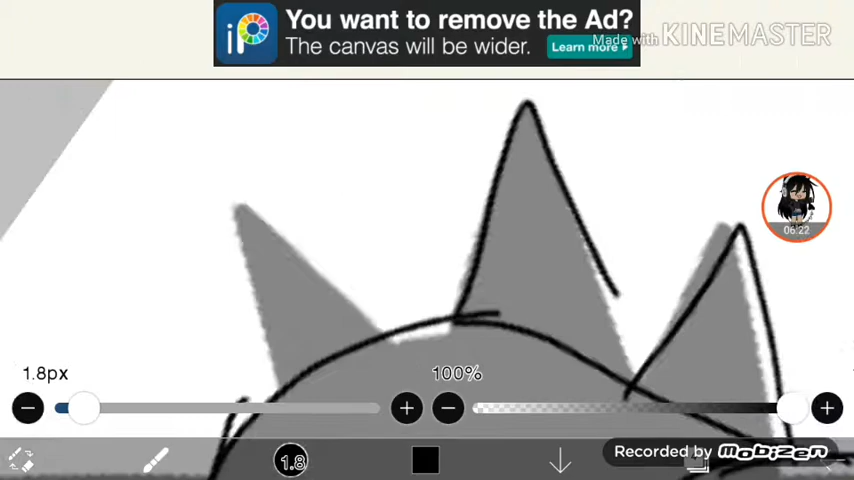 iP
You want to remove the Ad?
The canvas will be wider.
Learn more
Made with KINEMASTER
06:22
1.8px
100%
1.8
Recorded by mobizen